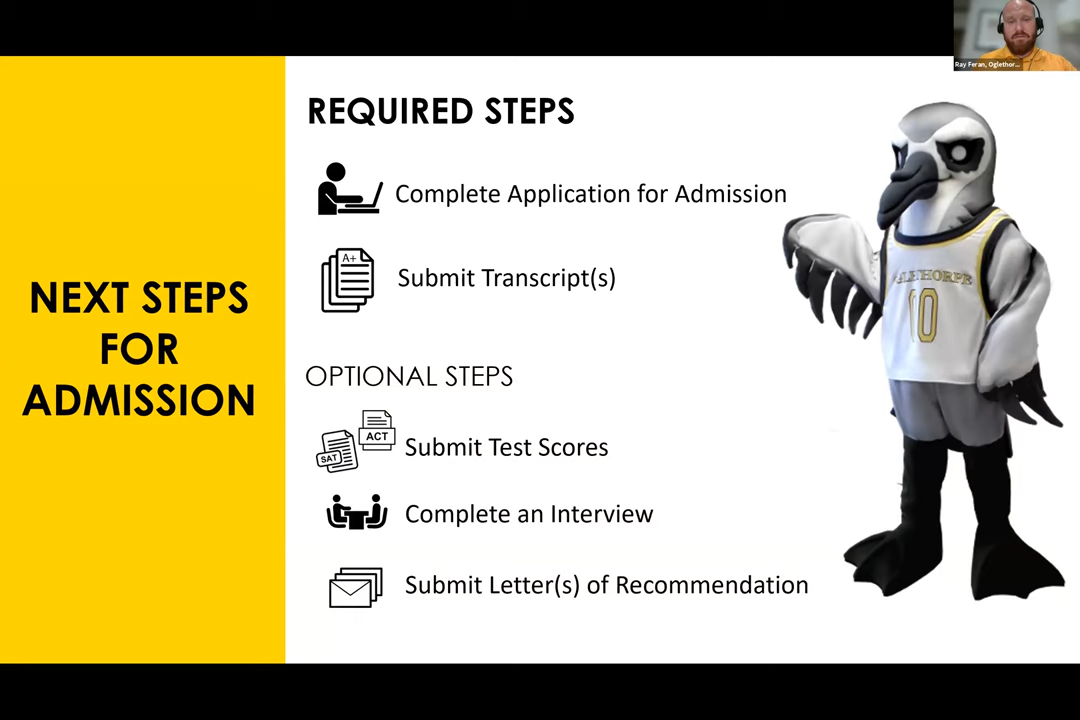 Ray Feran, Oglethor...
REQUIRED STEPS
Complete Application for Admission
A+
Submit Transcript(s)
NEXT STEPS
FOR
ADMISSION
OPTIONAL STEPS
ACT
SAT
Submit Test Scores
Complete an Interview
Submit Letter(s) of Recommendation
GLETHORPE
10